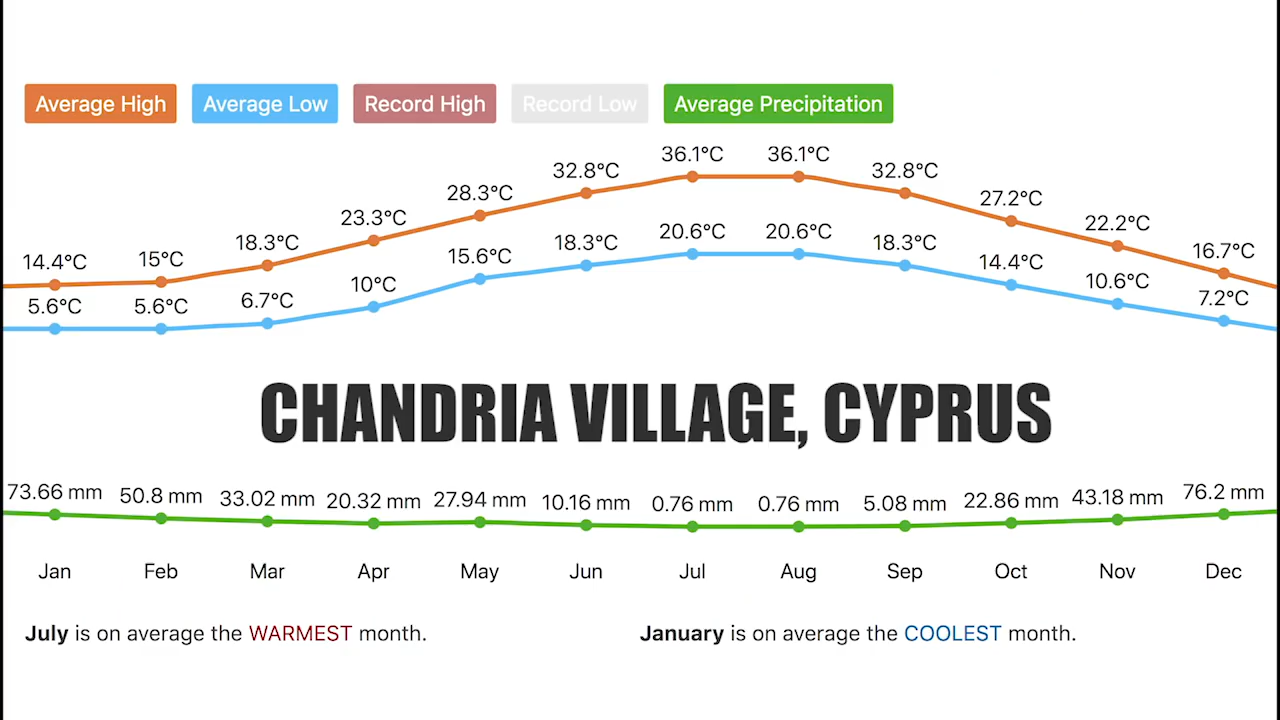 Average High Average Low Record High Record Low Average Precipitation
14.4°C 15°C 18.3°C 23.3°C 28.3°C 32.8°C 36.1°C 36.1°C 32.8°C 27.2°C 22.2°C 16.7°C
5.6°C 5.6°C 6.7°C 10°C 15.6°C 18.3°C 20.6°C 20.6°C 18.3°C 14.4°C 10.6°C 7.2°C
CHANDRIA VILLAGE, CYPRUS
73.66 mm 50.8 mm 33.02 mm 20.32 mm 27.94 mm 10.16 mm 0.76 mm 0.76 mm 5.08 mm 22.86 mm 43.18 mm 76.2 mm
Jan Feb Mar Apr May Jun Jul Aug Sep Oct Nov Dec
July is on average the WARMEST month. January is on average the COOLEST month.